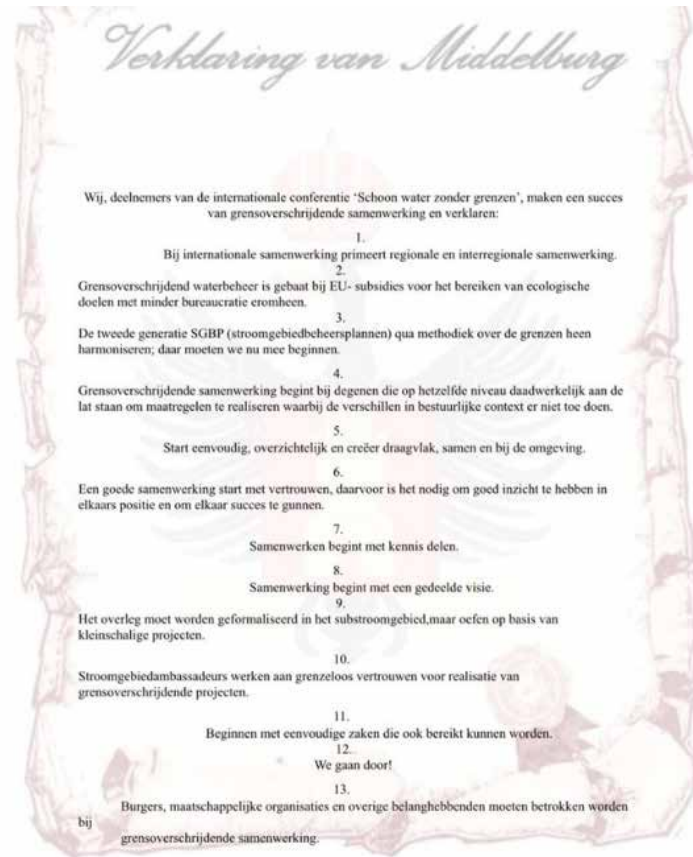 Verklaring van Middelburg
Wij, deelnemers van de internationale conferentie ‘Schoon water zonder grenzen’, maken een succes
van grensoverschrijdende samenwerking en verklaren:
1.
Bij internationale samenwerking primeert regionale en interregionale samenwerking.
2.
Grensoverschrijdend waterbeheer is gebaat bij EU- subsidies voor het bereiken van ecologische
doelen met minder bureaucratie eromheen.
3.
De tweede generatie SGBP (stroomgebiedbeheersplannen) qua methodiek over de grenzen heen
harmoniseren; daar moeten we nu mee beginnen.
4.
Grensoverschrijdende samenwerking begint bij degenen die op hetzelfde niveau daadwerkelijk aan de
lat staan om maatregelen te realiseren waarbij de verschillen in bestuurlijke context er niet toe doen.
5.
Start eenvoudig, overzichtelijk en creëer draagvlak, samen en bij de omgeving.
6.
Een goede samenwerking start met vertrouwen, daarvoor is het nodig om goed inzicht te hebben in
elkaars positie en om elkaar succes te gunnen.
7.
Samenwerken begint met kennis delen.
8.
Samenwerking begint met een gedeelde visie.
9.
Het overleg moet worden geformaliseerd in het substroomgebied,maar oefen op basis van
kleinschalige projecten.
10.
Stroomgebiedambassadeurs werken aan grenzeloos vertrouwen voor realisatie van
grensoverschrijdende projecten.
11.
Beginnen met eenvoudige zaken die ook bereikt kunnen worden.
12.
We gaan door!
13.
Burgers, maatschappelijke organisaties en overige belanghebbenden moeten betrokken worden
bij
grensoverschrijdende samenwerking.